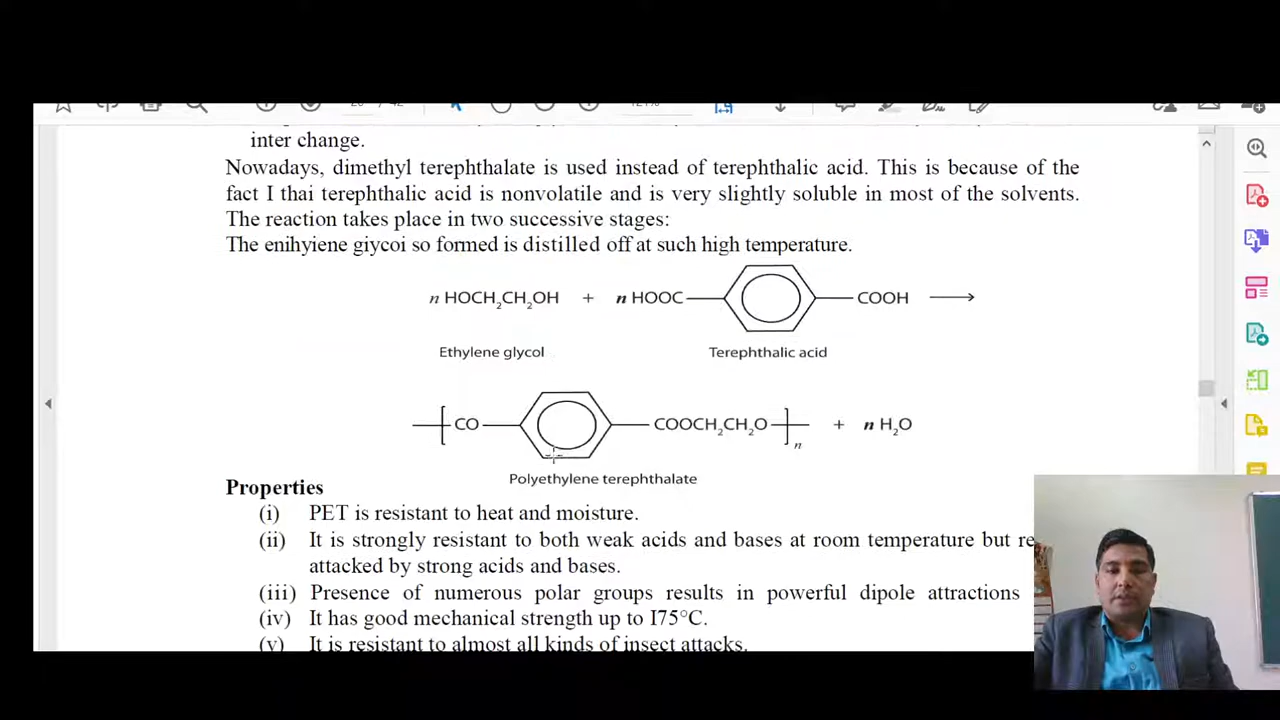 inter change.
Nowadays, dimethyl terephthalate is used instead of terephthalic acid. This is because of the
fact I thai terephthalic acid is nonvolatile and is very slightly soluble in most of the solvents.
The reaction takes place in two successive stages:
The enihyiene giycoi so formed is distilled off at such high temperature.
n HOCH₂CH₂OH + n HOOC COOH
Ethylene glycol Terephthalic acid
CO COOCH₂CH₂O n + n H₂O
Polyethylene terephthalate
Properties
(i) PET is resistant to heat and moisture.
(ii) It is strongly resistant to both weak acids and bases at room temperature but re
attacked by strong acids and bases.
(iii) Presence of numerous polar groups results in powerful dipole attractions
(iv) It has good mechanical strength up to I75°C.
(v) It is resistant to almost all kinds of insect attacks.